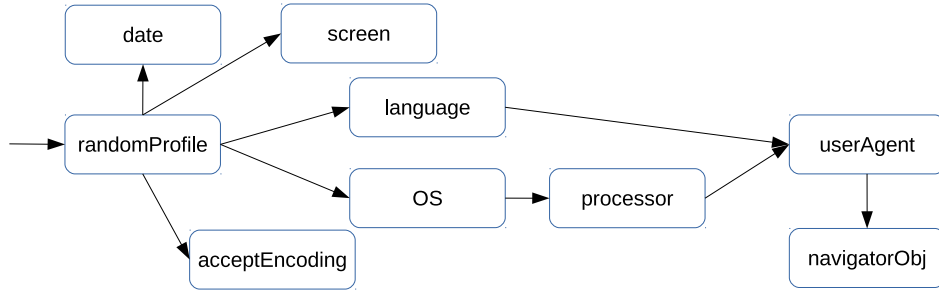 date
screen
language
randomProfile
userAgent
OS
processor
acceptEncoding
navigatorObj